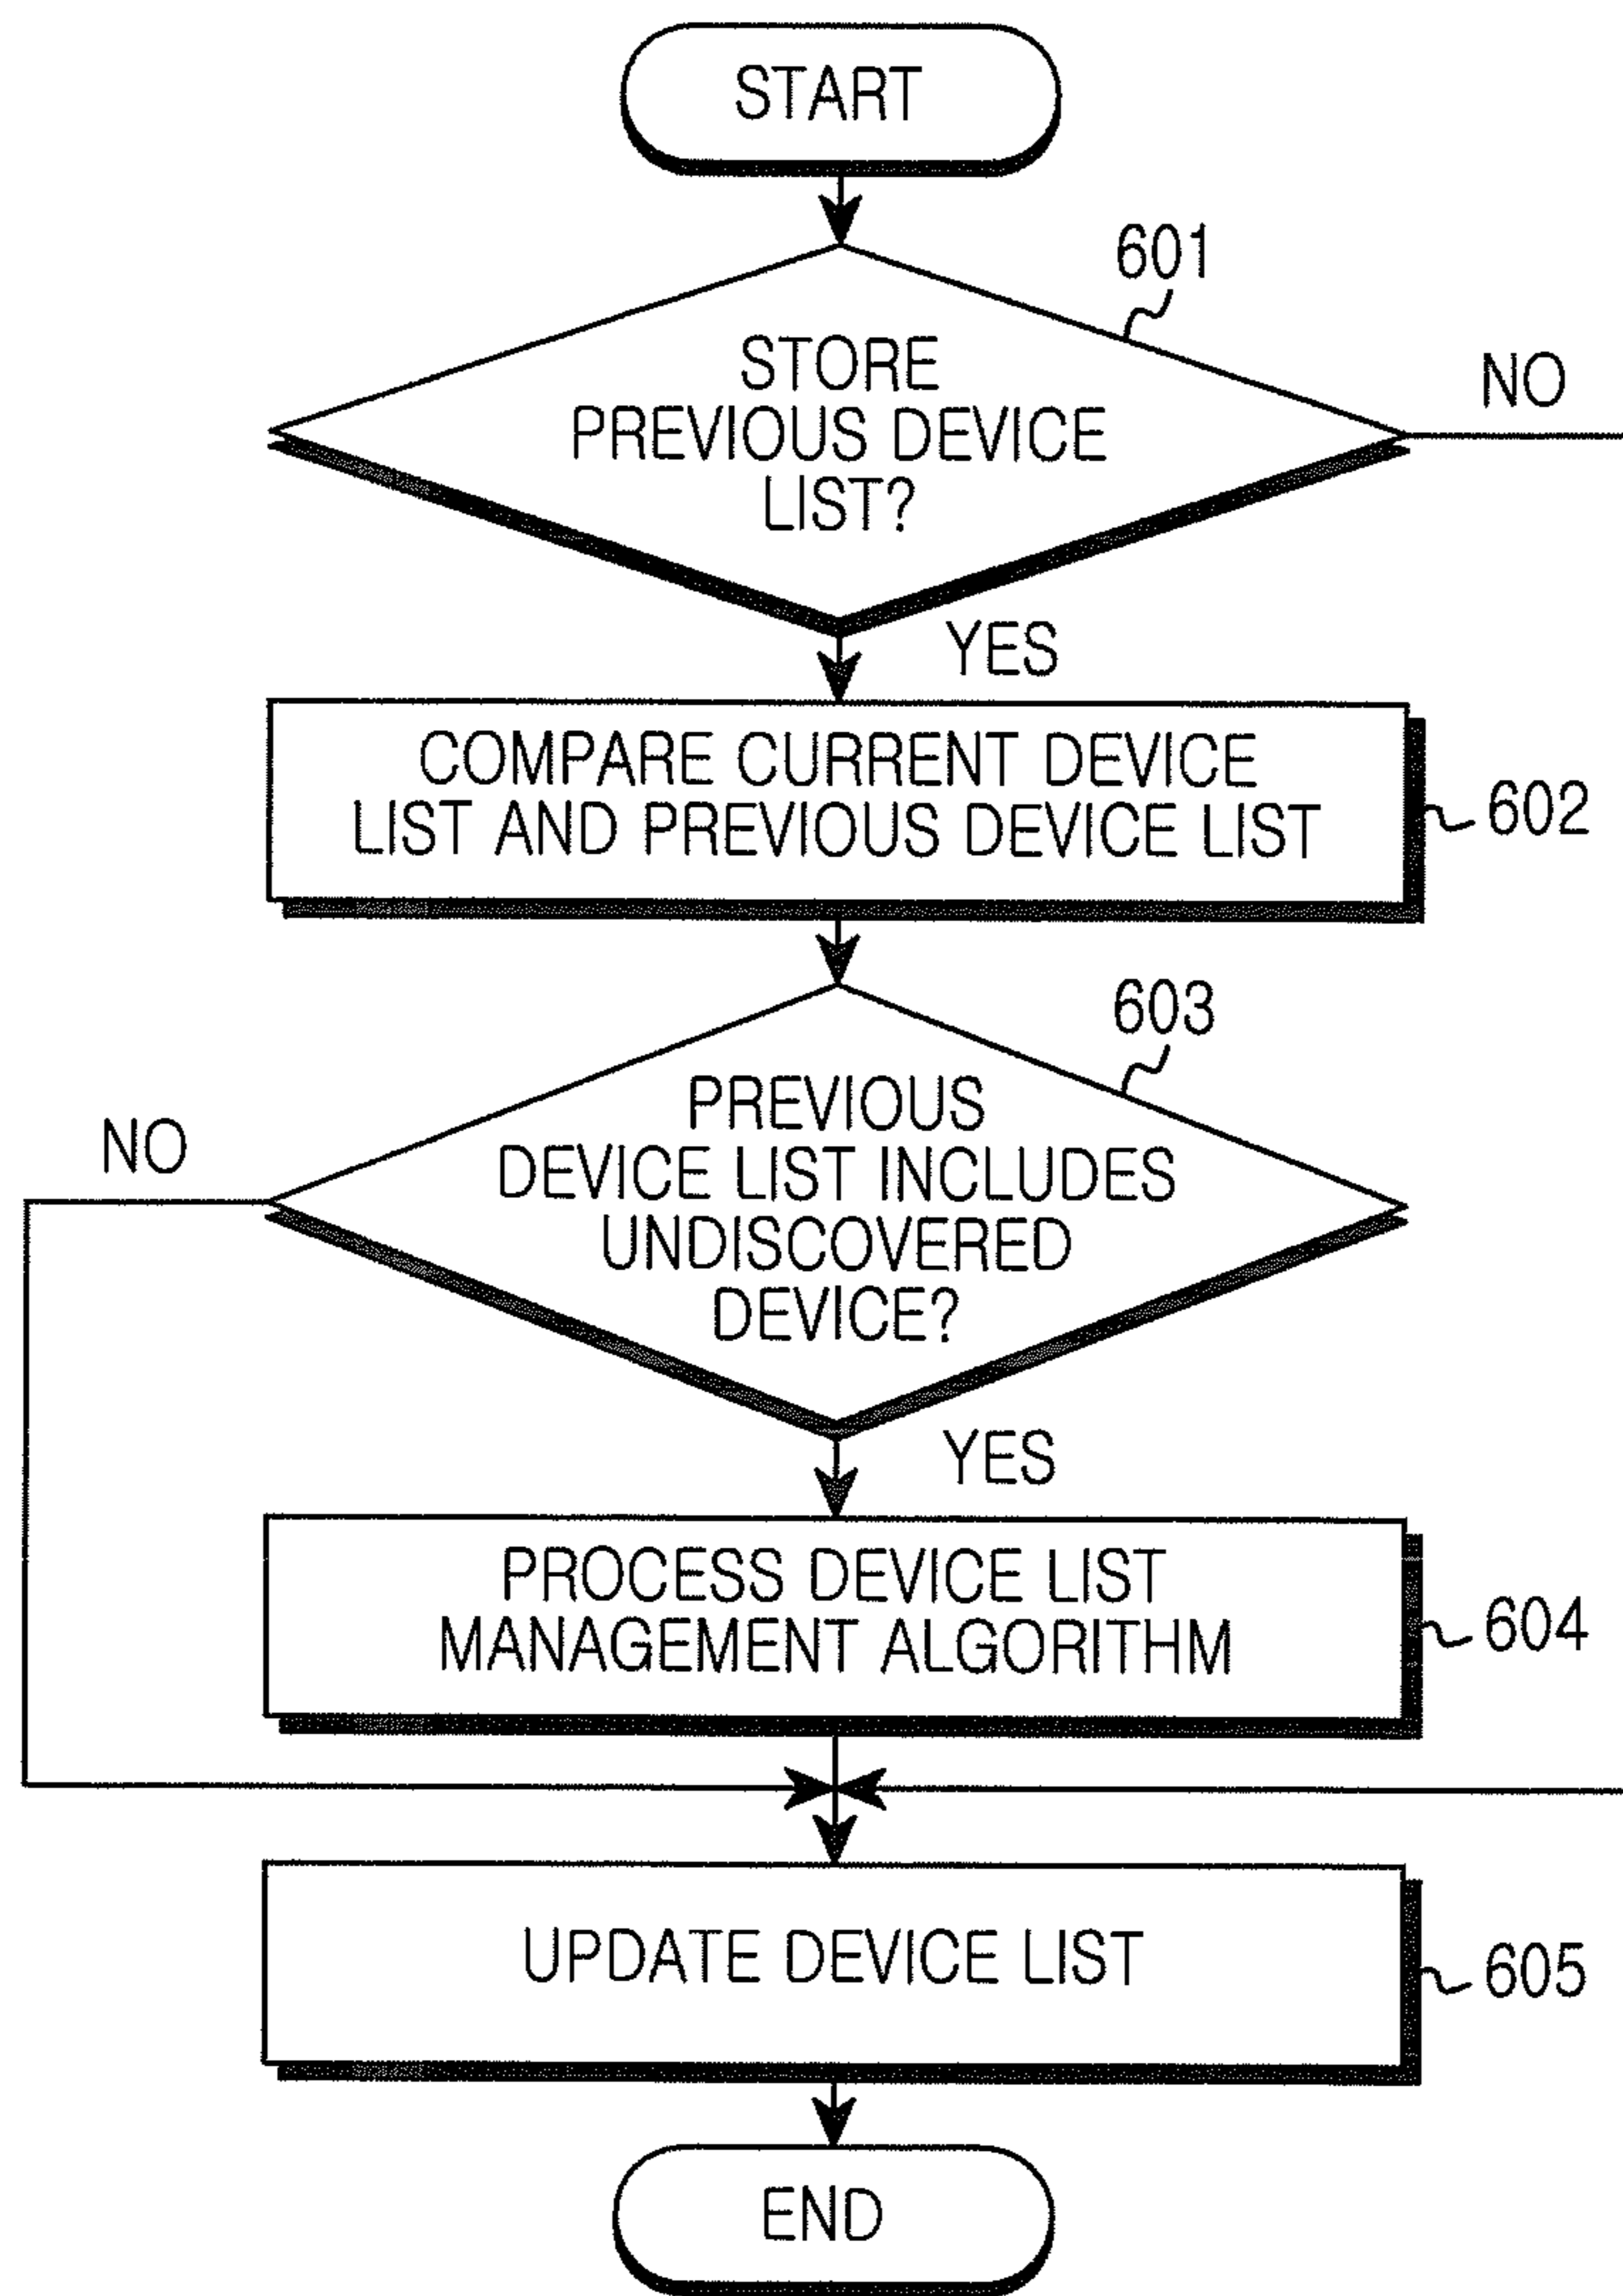 START
601
STORE
PREVIOUS DEVICE
LIST?
NO
YES
COMPARE CURRENT DEVICE
LIST AND PREVIOUS DEVICE LIST
602
603
PREVIOUS
DEVICE LIST INCLUDES
UNDISCOVERED
DEVICE?
NO
YES
PROCESS DEVICE LIST
MANAGEMENT ALGORITHM
604
UPDATE DEVICE LIST
605
END